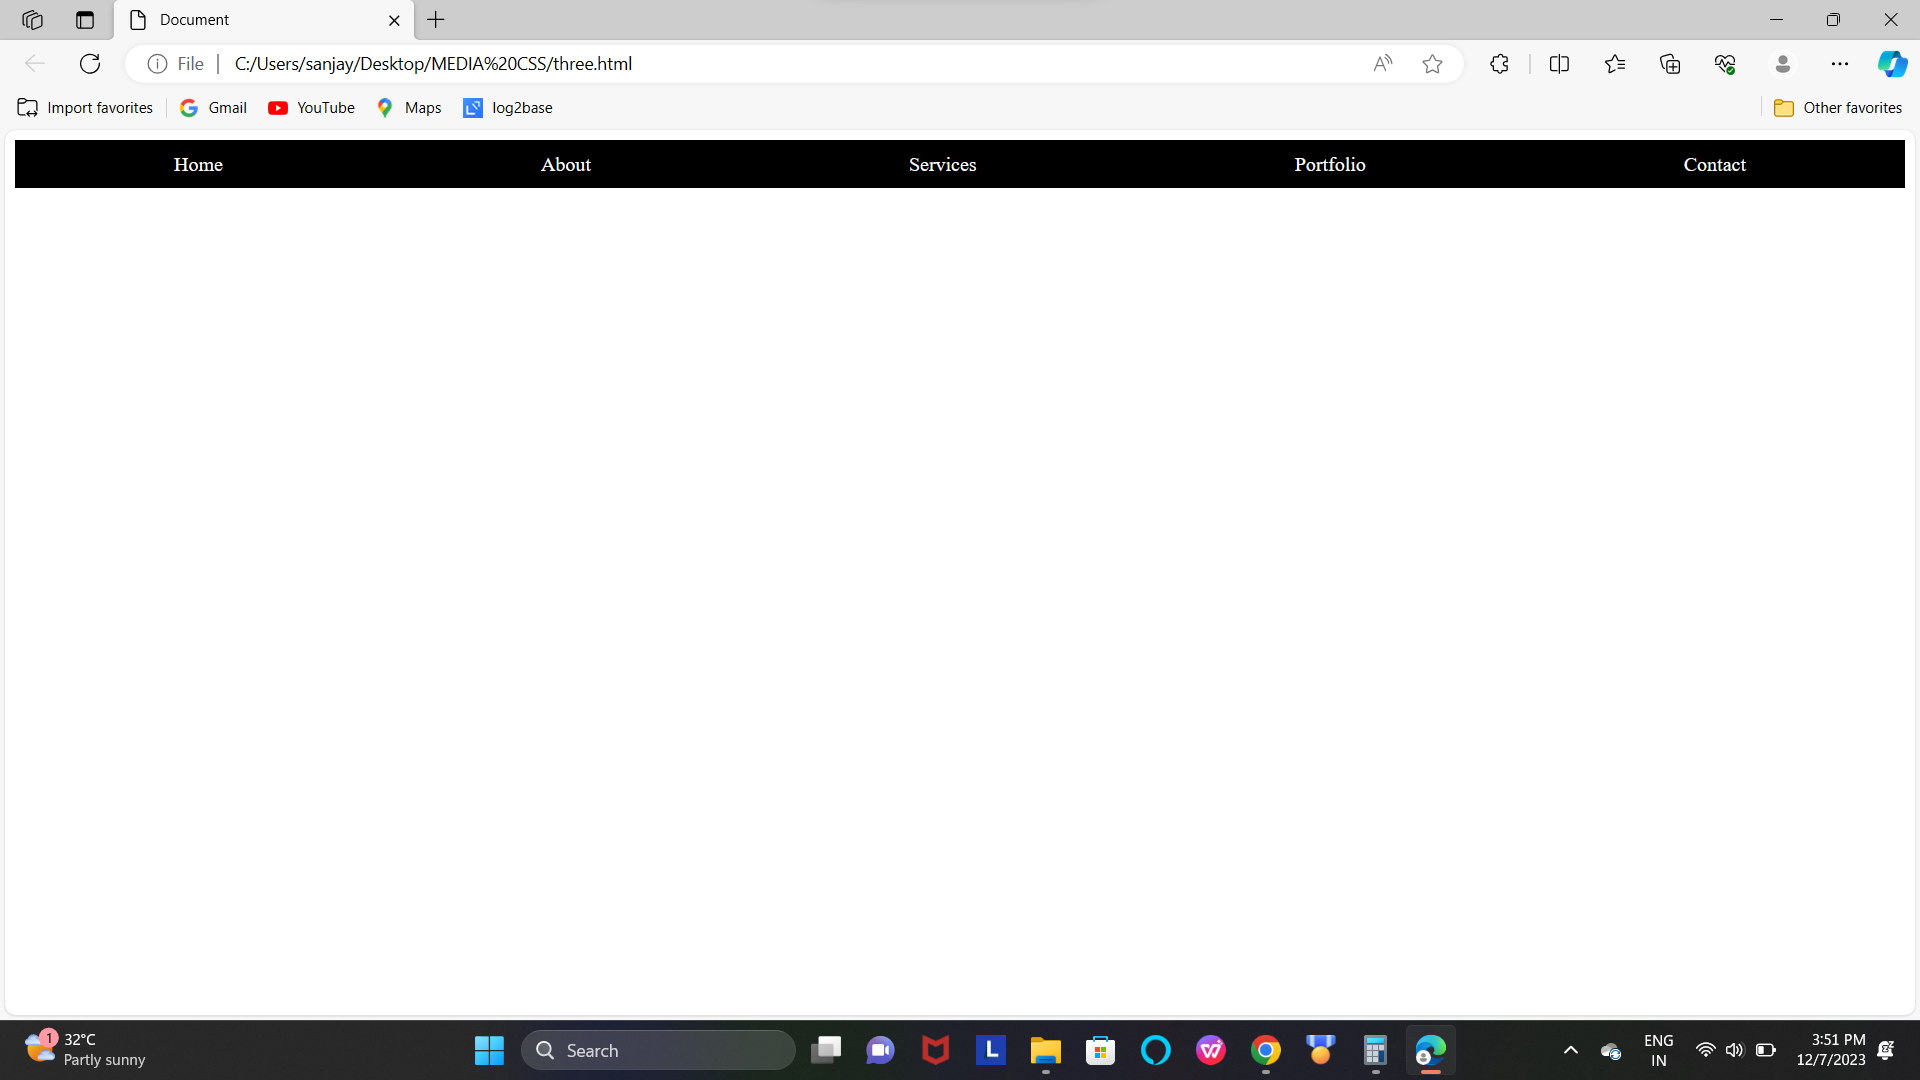 Document
File
C:/Users/sanjay/Desktop/MEDIA%20CSS/three.html
Import favorites
Gmail
YouTube
Maps
log2base
Other favorites
Home About Services Portfolio Contact
1
32°C
Partly sunny
Search
L
ENG
IN
3:51 PM
12/7/2023